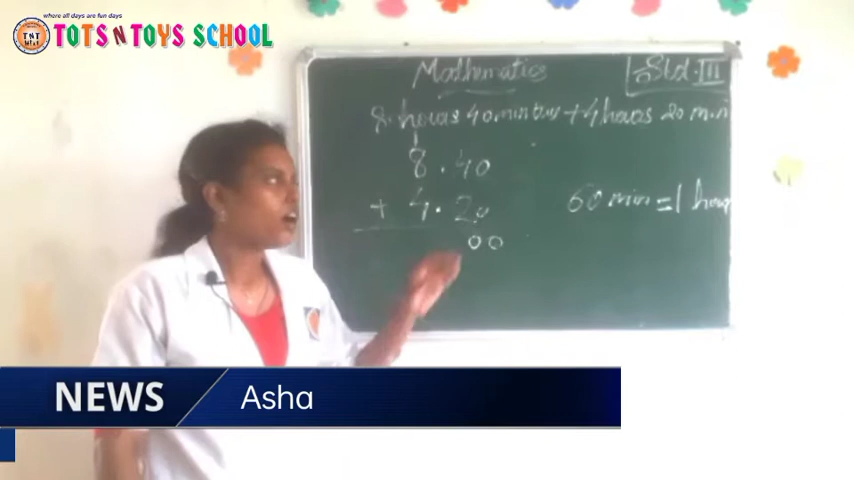 where all days are fun days
TOTS N TOYS SCHOOL
TNT
Mathematics
Std. III
8 hours 40 minutes + 4 hours 20 min
8.40
+ 4.20
00
60 min = 1 hour
NEWS
Asha